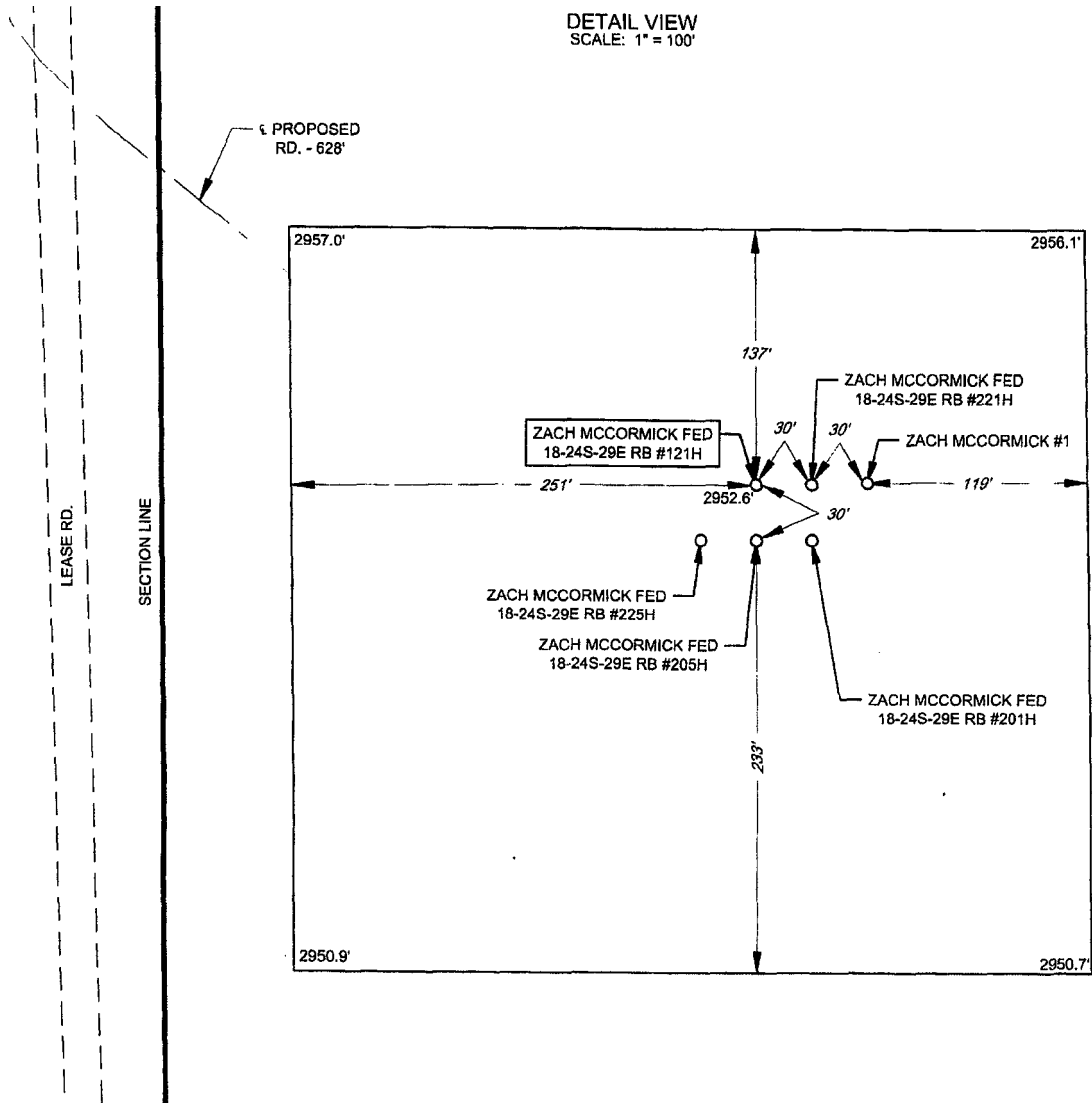 DETAIL VIEW
SCALE: 1" = 100'
℄ PROPOSED
RD. - 628'
2957.0'
2956.1'
137'
ZACH MCCORMICK FED
18-24S-29E RB #221H
ZACH MCCORMICK FED
18-24S-29E RB #121H
30'
30'
ZACH MCCORMICK #1
251'
2952.6'
119'
30'
LEASE RD.
SECTION LINE
ZACH MCCORMICK FED
18-24S-29E RB #225H
ZACH MCCORMICK FED
18-24S-29E RB #205H
ZACH MCCORMICK FED
18-24S-29E RB #201H
233'
2950.9'
2950.7'